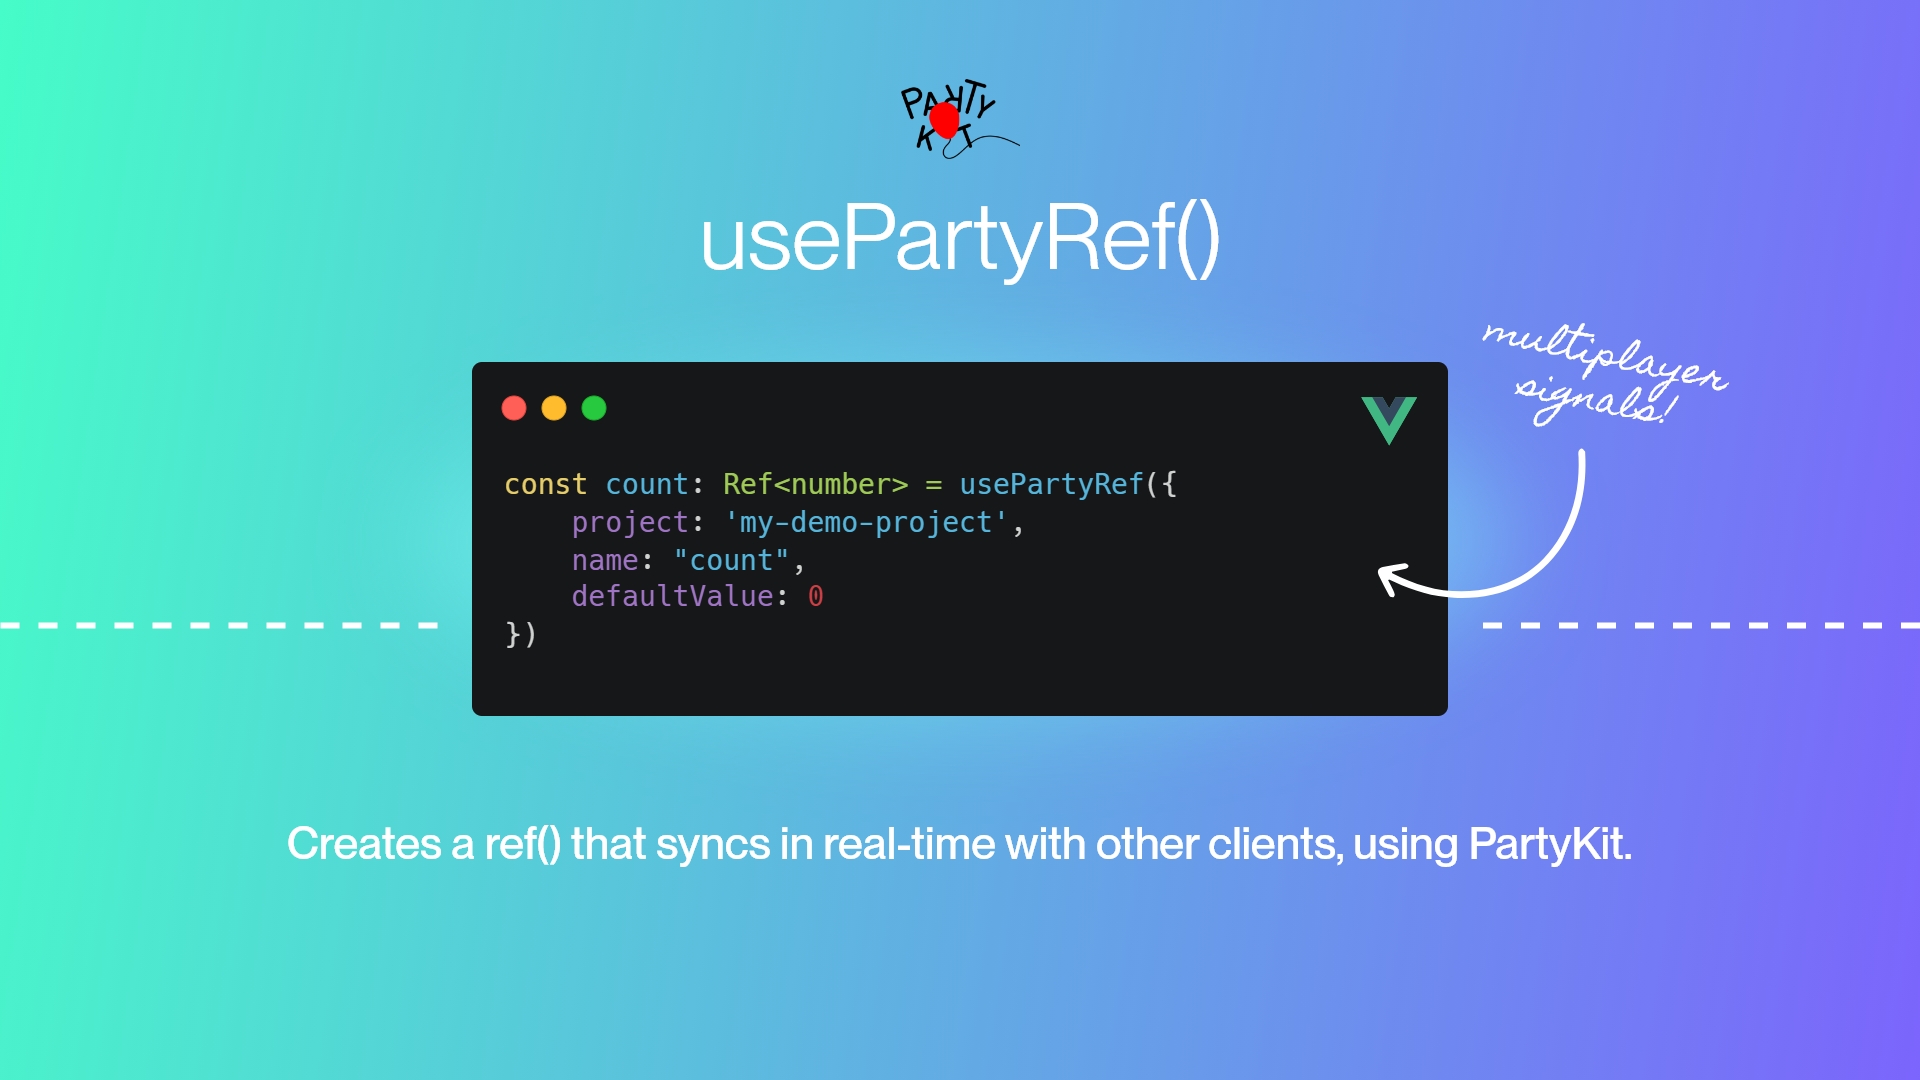 PARTY
KIT
usePartyRef()
multiplayer
signals!
const count: Ref<number> = usePartyRef({
    project: 'my-demo-project',
    name: "count",
    defaultValue: 0
})
Creates a ref() that syncs in real-time with other clients, using PartyKit.